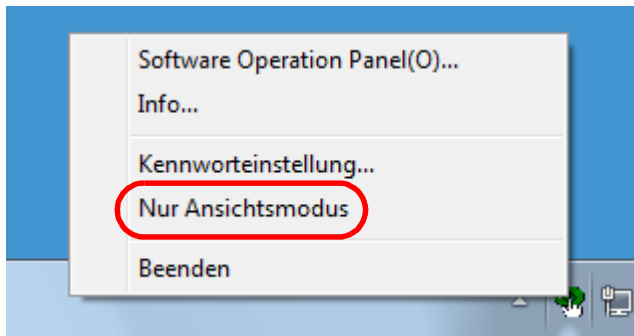 Software Operation Panel(O)...
Info...
Kennworteinstellung...
Nur Ansichtsmodus
Beenden